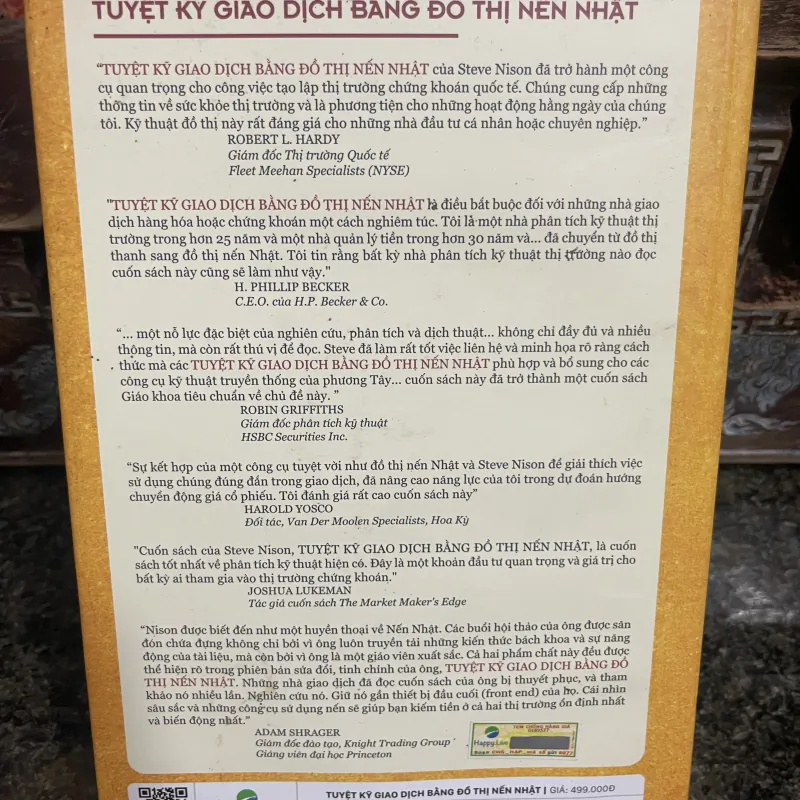 TUYỆT KỸ GIAO DỊCH BẰNG ĐỒ THỊ NẾN NHẬT
“TUYỆT KỸ GIAO DỊCH BẰNG ĐỒ THỊ NẾN NHẬT của Steve Nison đã trở hành một công
cụ quan trọng cho công việc tạo lập thị trường chứng khoán quốc tế. Chúng cung cấp những
thông tin về sức khỏe thị trường và là phương tiện cho những hoạt động hằng ngày của chúng
tôi. Kỹ thuật đồ thị này rất đáng giá cho những nhà đầu tư cá nhân hoặc chuyên nghiệp.”
ROBERT L. HARDY
Giám đốc Thị trường Quốc tế
Fleet Meehan Specialists (NYSE)
"TUYỆT KỸ GIAO DỊCH BẰNG ĐỒ THỊ NẾN NHẬT là điều bắt buộc đối với những nhà giao
dịch hàng hóa hoặc chứng khoán một cách nghiêm túc. Tôi là một nhà phân tích kỹ thuật thị
trường trong hơn 25 năm và một nhà quản lý tiền trong hơn 30 năm và... đã chuyển từ đồ thị
thanh sang đồ thị nến Nhật. Tôi tin rằng bất kỳ nhà phân tích kỹ thuật thị trường nào đọc
cuốn sách này cũng sẽ làm như vậy."
H. PHILLIP BECKER
C.E.O. của H.P. Becker & Co.
“... một nỗ lực đặc biệt của nghiên cứu, phân tích và dịch thuật... không chỉ đầy đủ và nhiều
thông tin, mà còn rất thú vị để đọc. Steve đã làm rất tốt việc liên hệ và minh họa rõ ràng cách
thức mà các TUYỆT KỸ GIAO DỊCH BẰNG ĐỒ THỊ NẾN NHẬT phù hợp và bổ sung cho các
công cụ kỹ thuật truyền thống của phương Tây... cuốn sách này đã trở thành một cuốn sách
Giáo khoa tiêu chuẩn về chủ đề này. ”
ROBIN GRIFFITHS
Giám đốc phân tích kỹ thuật
HSBC Securities Inc.
“Sự kết hợp của một công cụ tuyệt vời như đồ thị nến Nhật và Steve Nison để giải thích việc
sử dụng chúng đúng đắn trong giao dịch, đã nâng cao năng lực của tôi trong dự đoán hướng
chuyển động giá cổ phiếu. Tôi đánh giá rất cao cuốn sách này”
HAROLD YOSCO
Đối tác, Van Der Moolen Specialists, Hoa Kỳ
"Cuốn sách của Steve Nison, TUYỆT KỸ GIAO DỊCH BẰNG ĐỒ THỊ NẾN NHẬT, là cuốn
sách tốt nhất về phân tích kỹ thuật hiện có. Đây là một khoản đầu tư quan trọng và giá trị cho
bất kỳ ai tham gia vào thị trường chứng khoán."
JOSHUA LUKEMAN
Tác giả cuốn sách The Market Maker's Edge
“Nison được biết đến như một huyền thoại về Nến Nhật. Các buổi hội thảo của ông được săn
đón chứa đựng không chỉ bởi vì ông luôn truyền tải những kiến thức bách khoa và sự năng
động của tài liệu, mà còn bởi vì ông là một giáo viên xuất sắc. Cả hai phẩm chất này đều được
thể hiện rõ trong phiên bản sửa đổi, tinh chỉnh của ông, TUYỆT KỸ GIAO DỊCH BẰNG ĐỒ
THỊ NẾN NHẬT. Những nhà giao dịch đã đọc cuốn sách của ông bị thuyết phục, và tham
khảo nó nhiều lần. Nghiên cứu nó. Giữ nó gần thiết bị đầu cuối (front end) của họ. Cái nhìn
sâu sắc và những công cụ sử dụng nến sẽ giúp bạn kiếm tiền ở cả hai thị trường ổn định nhất
và biến động nhất.”
ADAM SHRAGER
Giám đốc đào tạo, Knight Trading Group
Giảng viên đại học Princeton
TEM CHỐNG HÀNG GIẢ
Happy.Live
TUYỆT KỸ GIAO DỊCH BẰNG ĐỒ THỊ NẾN NHẬT | GIÁ: 499.000Đ